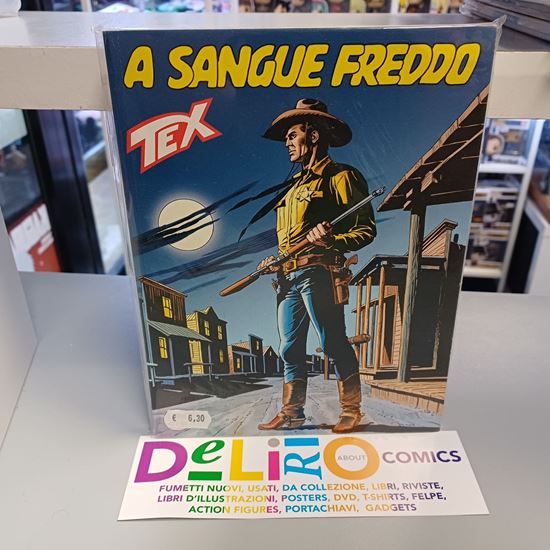 A SANGUE FREDDO
TEX
€ 6,30
DeLiRiO ABOUT COMICS
FUMETTI NUOVI, USATI, DA COLLEZIONE, LIBRI, RIVISTE,
LIBRI D'ILLUSTRAZIONI, POSTERS, DVD, T-SHIRTS, FELPE,
ACTION FIGURES, PORTACHIAVI, GADGETS